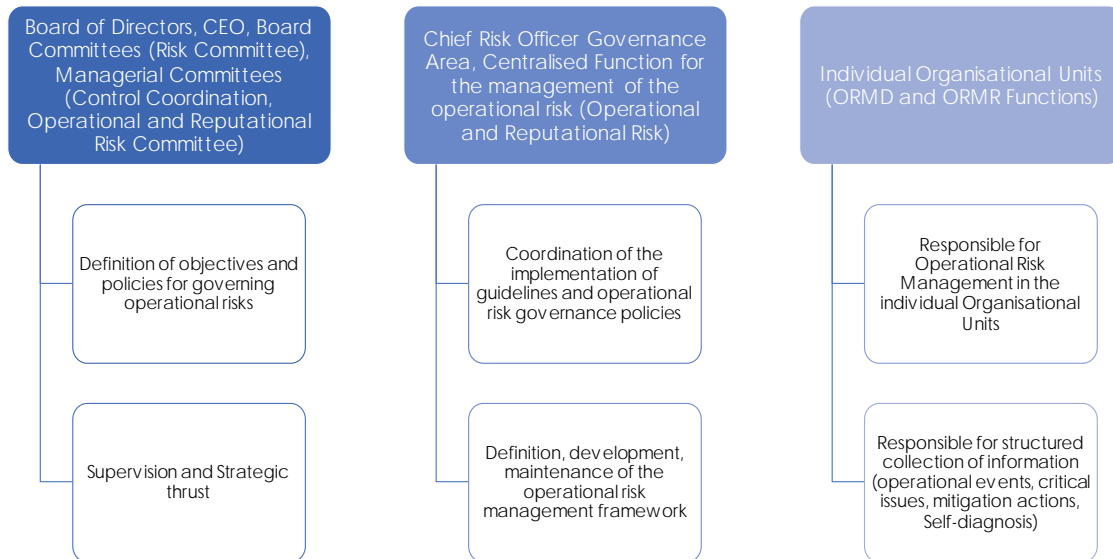 Board of Directors, CEO, Board
Committees (Risk Committee),
Managerial Committees
(Control Coordination,
Operational and Reputational
Risk Committee)
Definition of objectives and
policies for governing
operational risks
Supervision and Strategic
thrust
Chief Risk Officer Governance
Area, Centralised Function for
the management of the
operational risk (Operational
and Reputational Risk)
Coordination of the
implementation of
guidelines and operational
risk governance policies
Definition, development,
maintenance of the
operational risk
management framework
Individual Organisational Units
(ORMD and ORMR Functions)
Responsible for
Operational Risk
Management in the
individual Organisational
Units
Responsible for structured
collection of information
(operational events, critical
issues, mitigation actions,
Self-diagnosis)